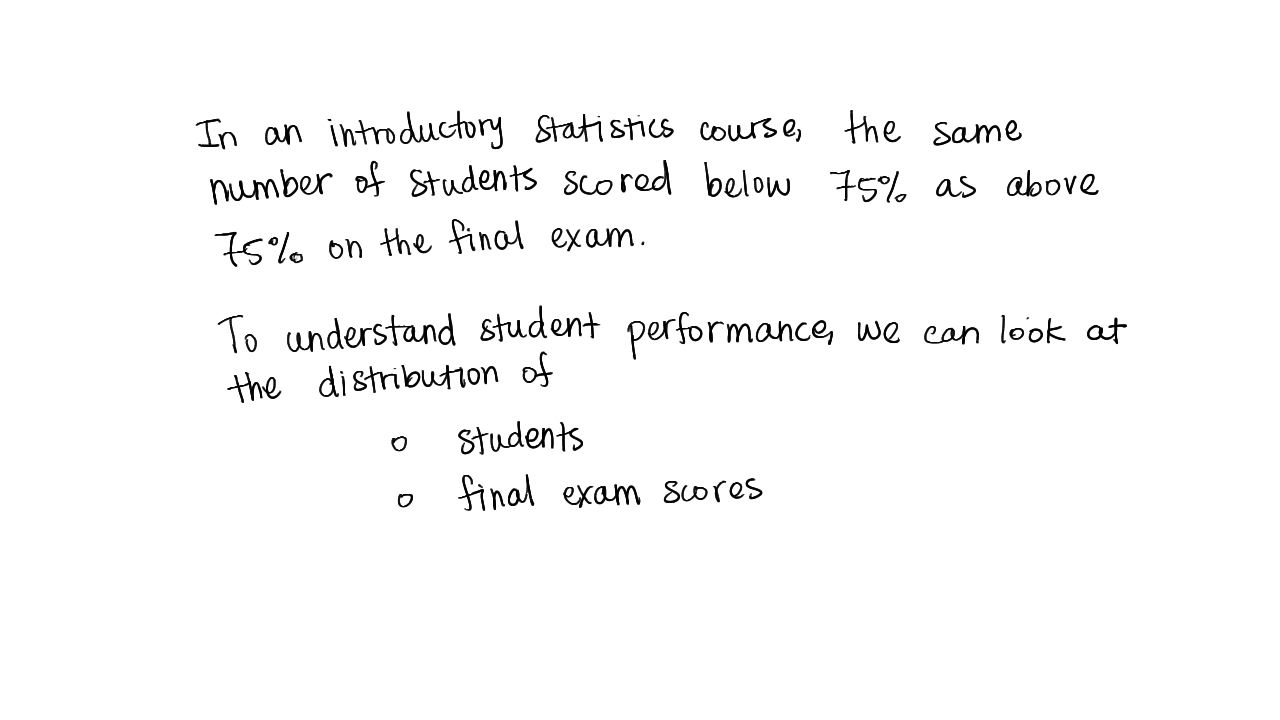 In an introductory statistics course, the same
number of students scored below 75% as above
75% on the final exam.
To understand student performance, we can look at
the distribution of
o students
o final exam scores